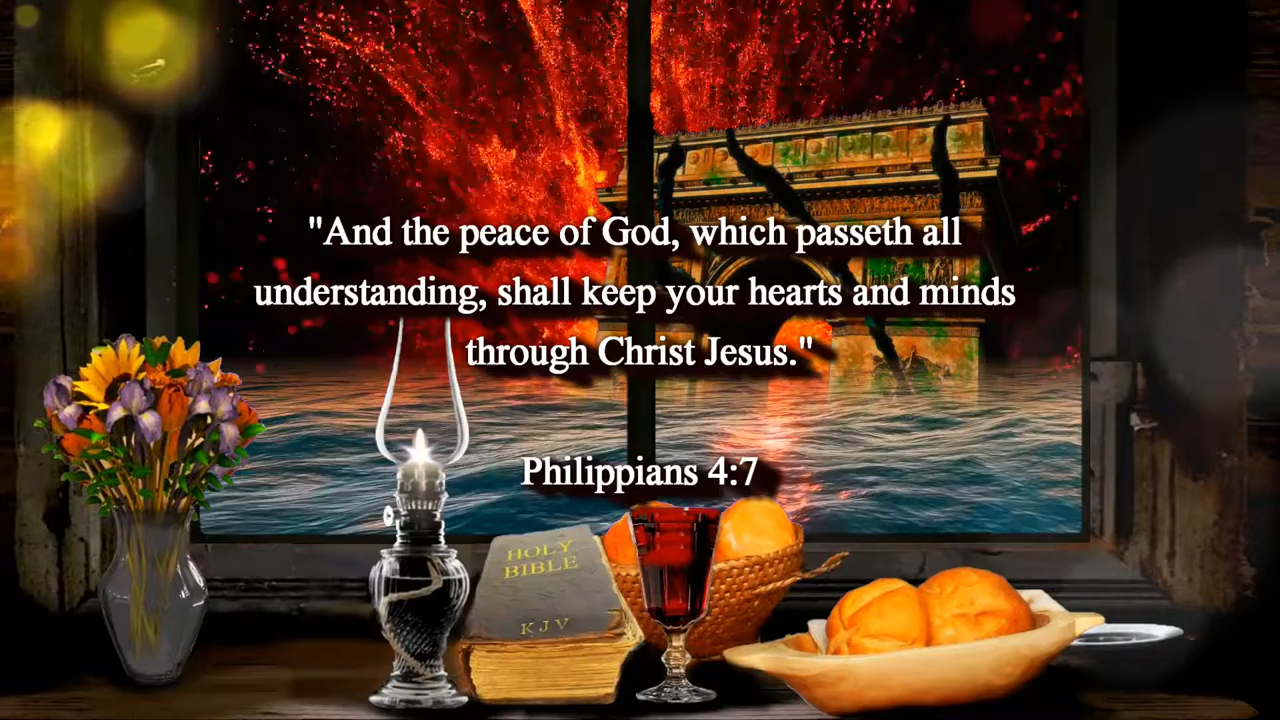 "And the peace of God, which passeth all
understanding, shall keep your hearts and minds
through Christ Jesus."
Philippians 4:7
HOLY
BIBLE
KJV